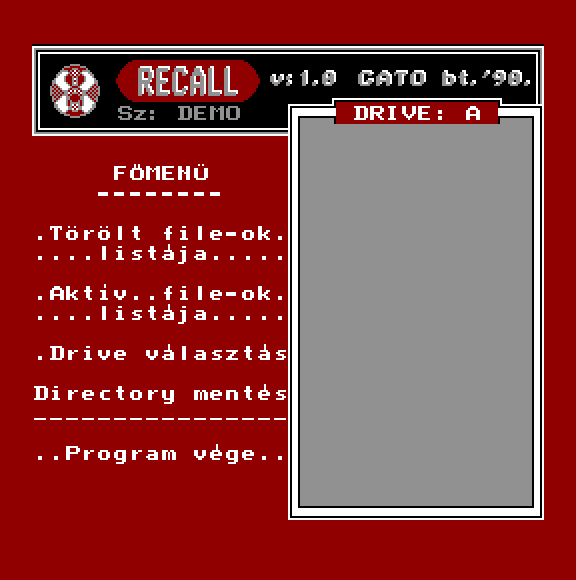 RECALL v:1.0 GATO bt.'90.
Sz: DEMO
DRIVE: A
FÖMENÜ
--------
.Törölt file-ok.
....listája.....
.Aktív..file-ok.
....listája.....
.Drive választás
Directory mentés
----------------
..Program vége..